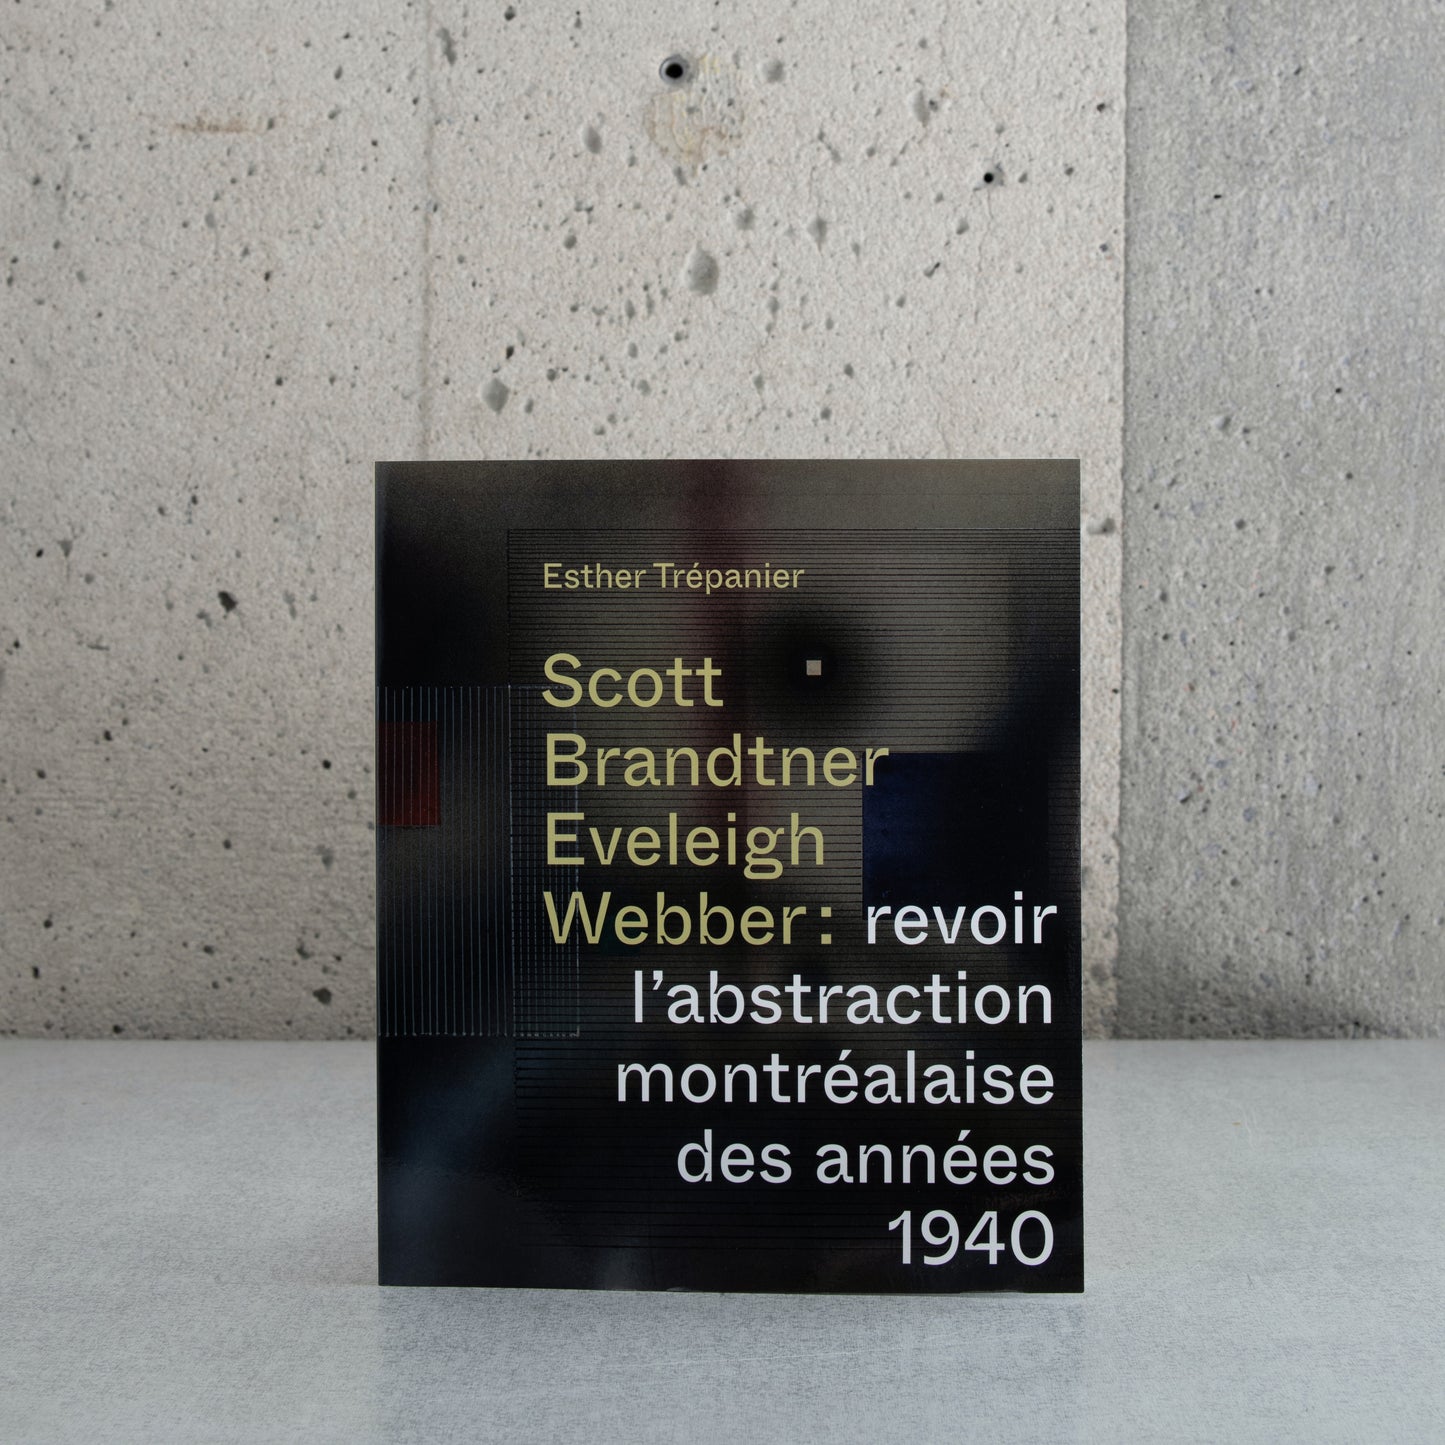 Esther Trépanier
Scott
Brandtner
Eveleigh
Webber : revoir
l’abstraction
montréalaise
des années
1940